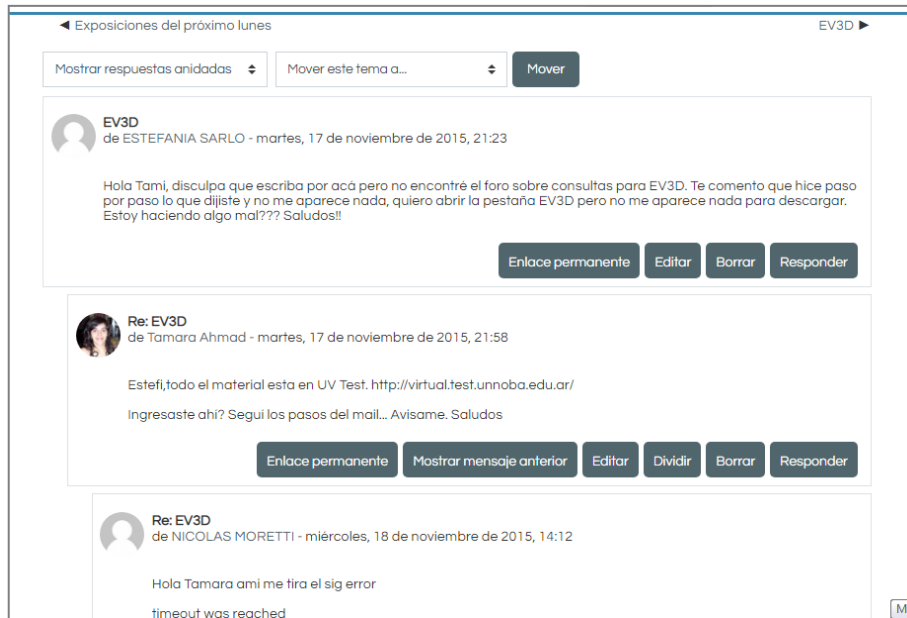 ◄ Exposiciones del próximo lunes
EV3D ►
Mostrar respuestas anidadas
Mover este tema a...
Mover
EV3D
de ESTEFANIA SARLO - martes, 17 de noviembre de 2015, 21:23
Hola Tami, disculpa que escriba por acá pero no encontré el foro sobre consultas para EV3D. Te comento que hice paso
por paso lo que dijiste y no me aparece nada, quiero abrir la pestaña EV3D pero no me aparece nada para descargar.
Estoy haciendo algo mal??? Saludos!!
Enlace permanente
Editar
Borrar
Responder
Re: EV3D
de Tamara Ahmad - martes, 17 de noviembre de 2015, 21:58
Estefi,todo el material esta en UV Test. http://virtual.test.unnoba.edu.ar/
Ingresaste ahi? Segui los pasos del mail... Avisame. Saludos
Enlace permanente
Mostrar mensaje anterior
Editar
Dividir
Borrar
Responder
Re: EV3D
de NICOLAS MORETTI - miércoles, 18 de noviembre de 2015, 14:12
Hola Tamara ami me tira el sig error
timeout was reached
M